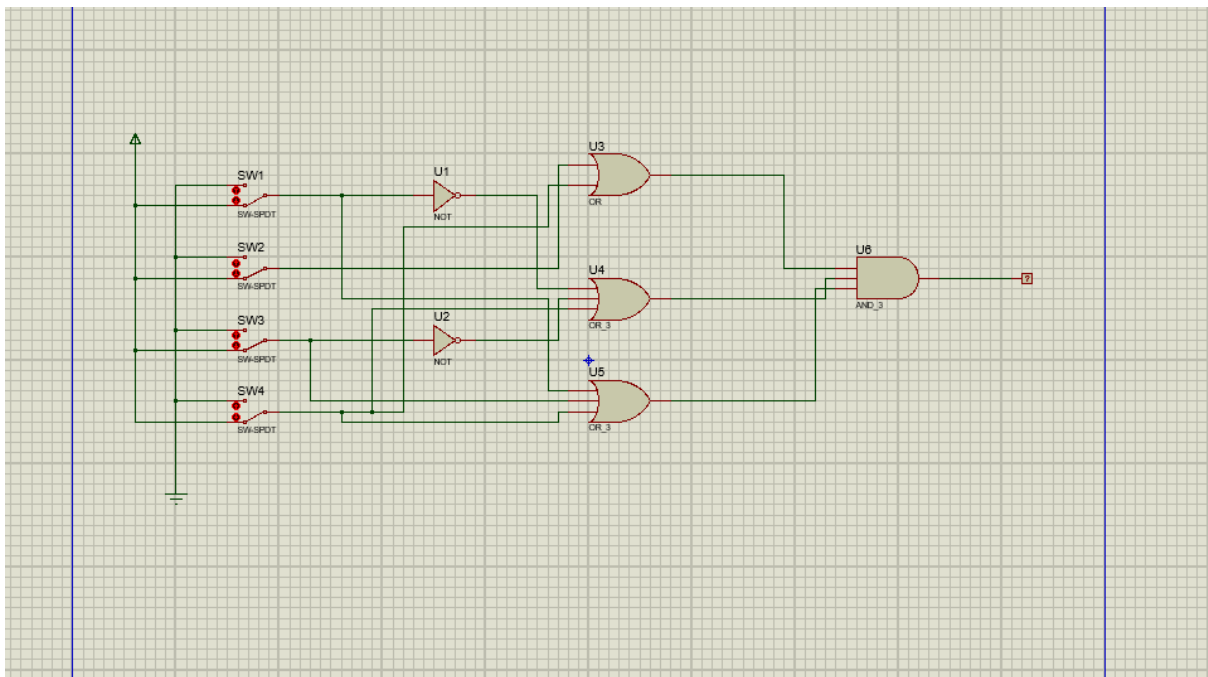 SW1
SW-SPDT
SW2
SW-SPDT
SW3
SW-SPDT
SW4
SW-SPDT
U1
NOT
U2
NOT
U3
OR
U4
OR_3
U5
OR_3
U6
AND_3
?